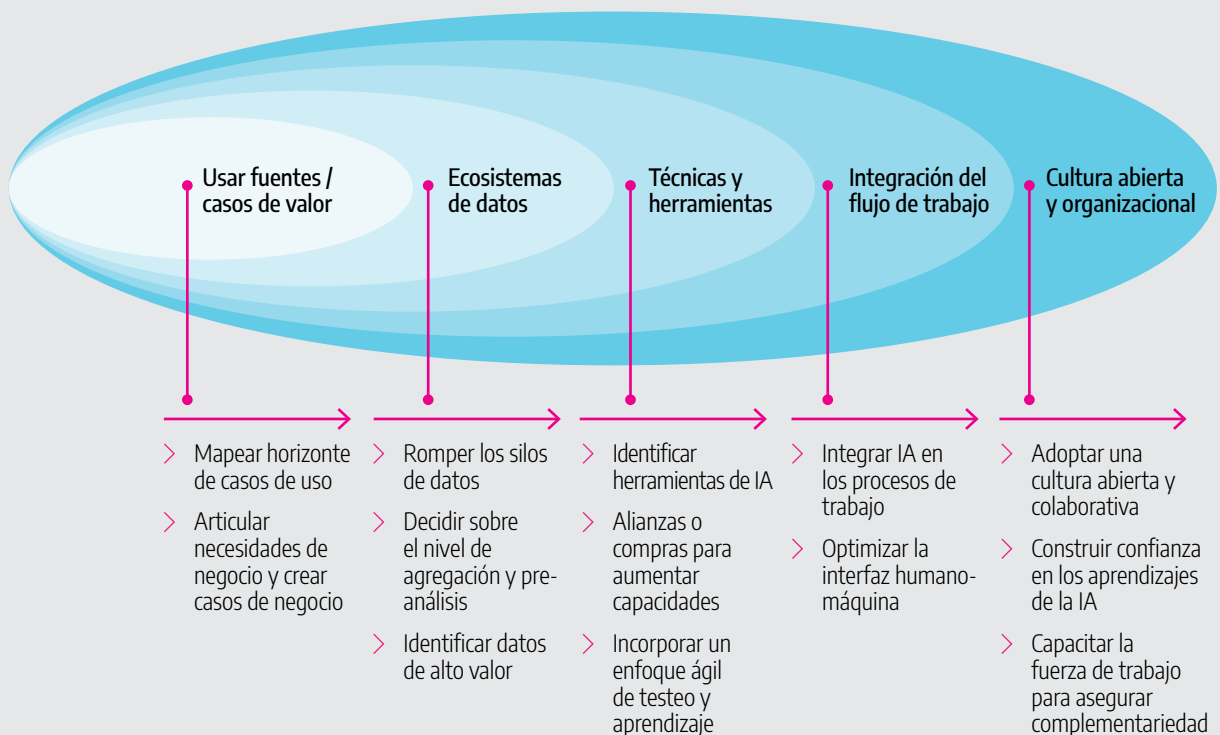 Usar fuentes /
casos de valor
Ecosistemas
de datos
Técnicas y
herramientas
Integración del
flujo de trabajo
Cultura abierta
y organizacional
Mapear horizonte
de casos de uso
Articular
necesidades de
negocio y crear
casos de negocio
Romper los silos
de datos
Decidir sobre
el nivel de
agregación y pre-
análisis
Identificar datos
de alto valor
Identificar
herramientas de IA
Alianzas o
compras para
aumentar
capacidades
Incorporar un
enfoque ágil
de testeo y
aprendizaje
Integrar IA en
los procesos de
trabajo
Optimizar la
interfaz humano-
máquina
Adoptar una
cultura abierta y
colaborativa
Construir confianza
en los aprendizajes
de la IA
Capacitar la
fuerza de trabajo
para asegurar
complementariedad